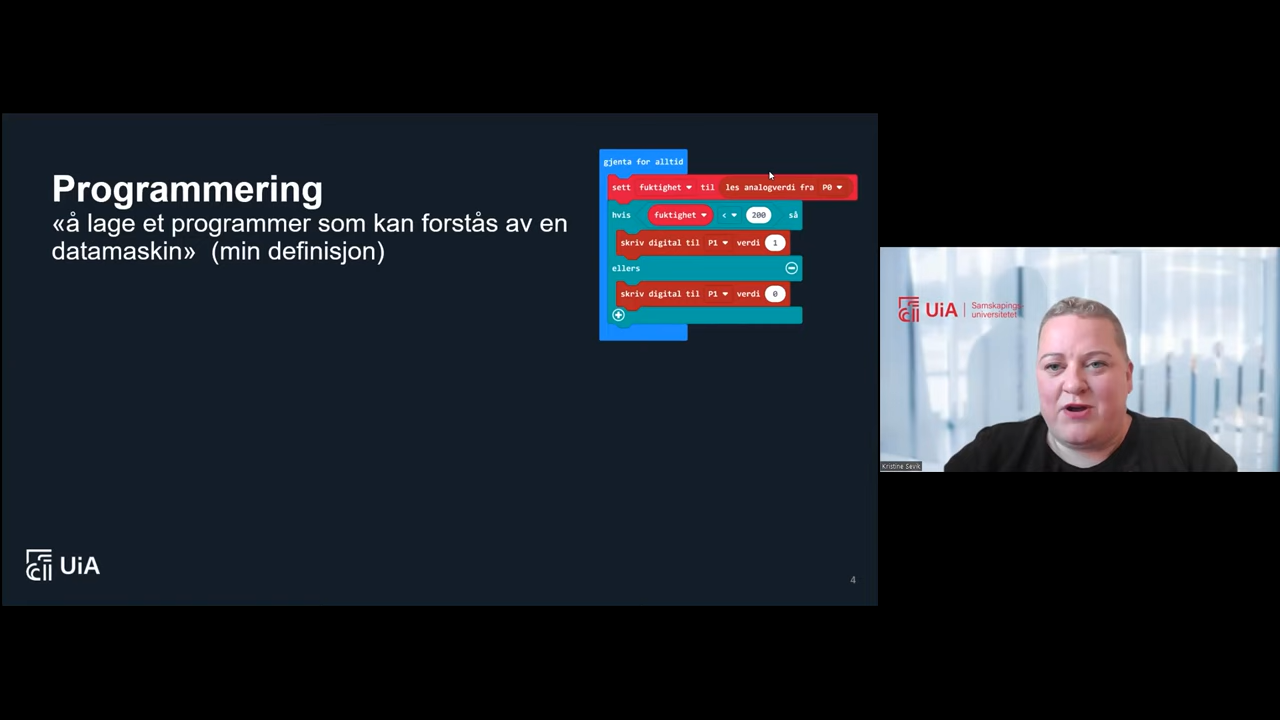 Programmering
«å lage et programmer som kan forstås av en
datamaskin» (min definisjon)
gjenta for alltid
sett fuktighet til les analogverdi fra P0
hvis fuktighet < 200 så
skriv digital til P1 verdi 1
ellers
skriv digital til P1 verdi 0
UiA
4
UiA Samskapings-
universitetet
Kristine Sevik